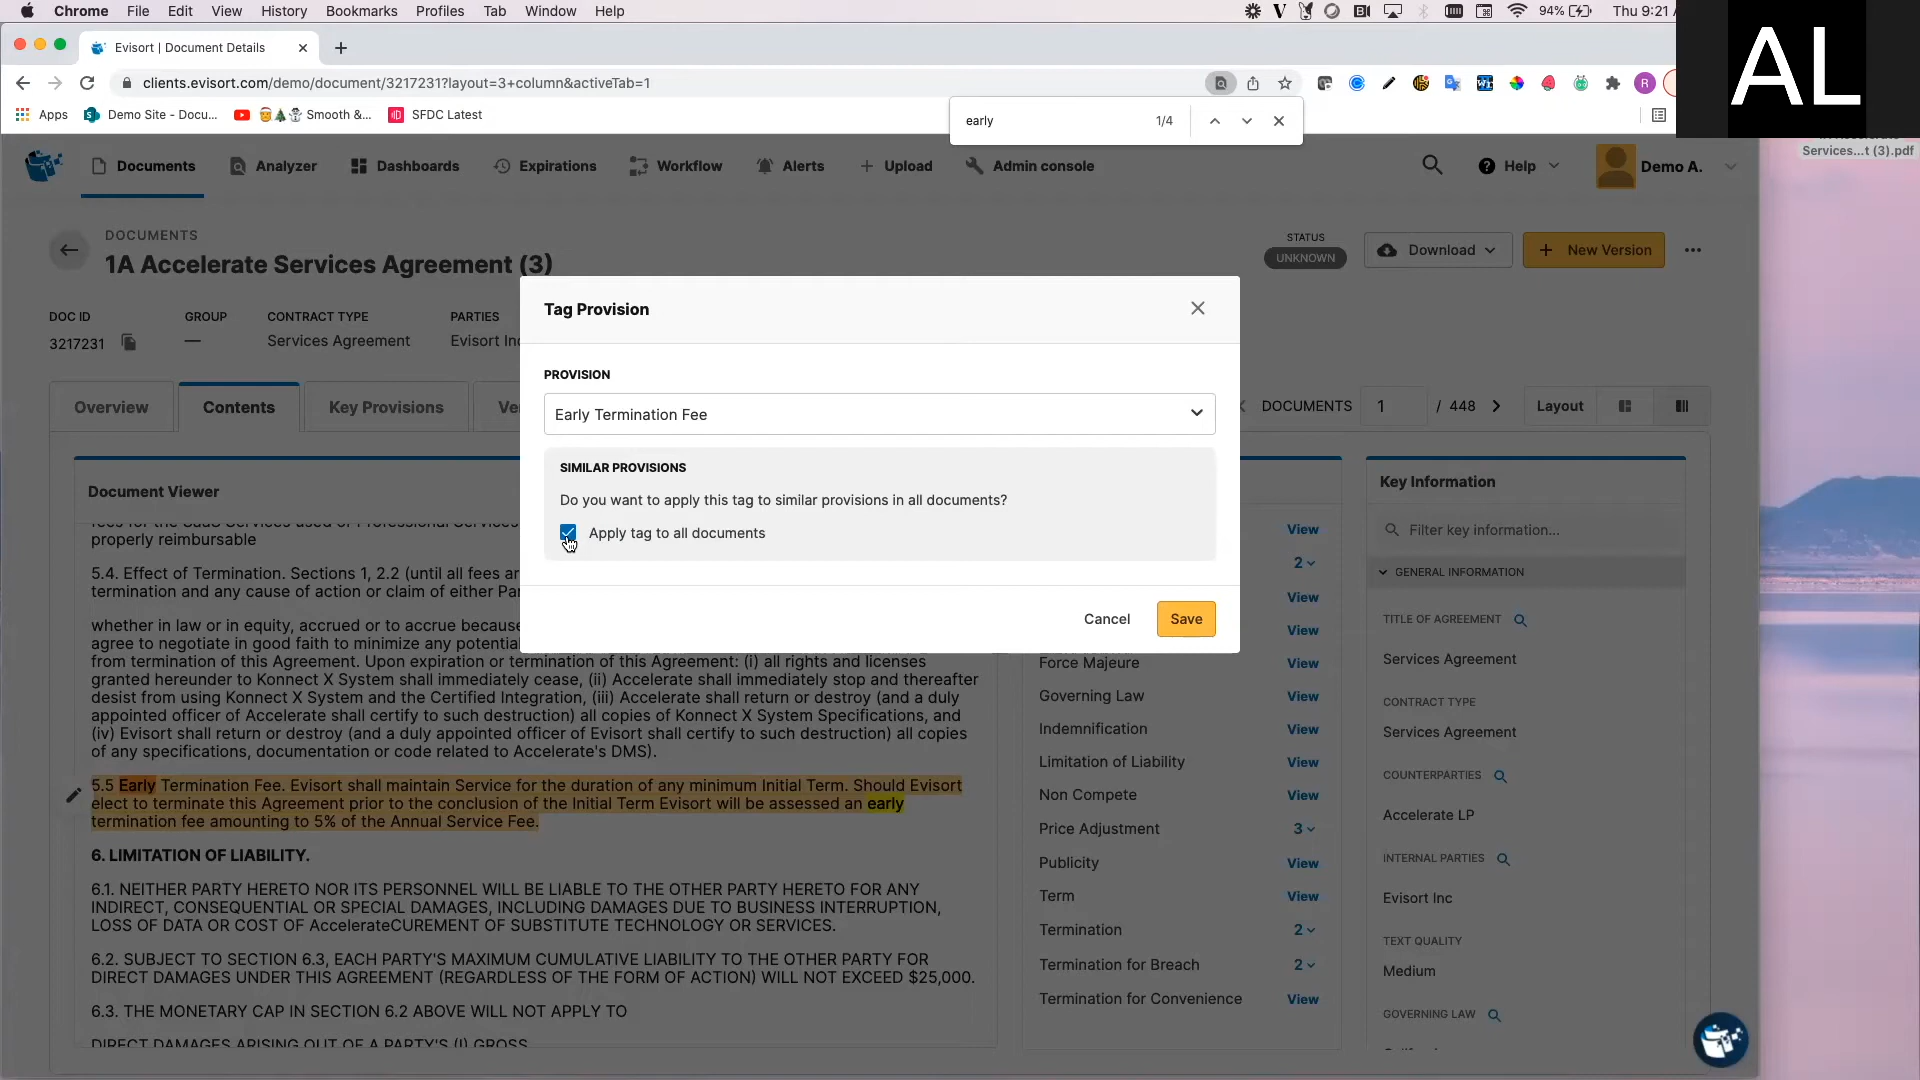 Chrome File Edit View History Bookmarks Profiles Tab Window Help
94% Thu 9:21
AL
Evisort | Document Details
clients.evisort.com/demo/document/3217231?layout=3+column&activeTab=1
Apps Demo Site - Docu... Smooth &... SFDC Latest
early 1/4
Services...t (3).pdf
Documents Analyzer Dashboards Expirations Workflow Alerts Upload Admin console Help Demo A.
DOCUMENTS
1A Accelerate Services Agreement (3)
STATUS
UNKNOWN
Download
New Version
DOC ID GROUP CONTRACT TYPE PARTIES
3217231 — Services Agreement Evisort Inc
Overview Contents Key Provisions Ve
DOCUMENTS 1 / 448 Layout
Tag Provision
PROVISION
Early Termination Fee
SIMILAR PROVISIONS
Do you want to apply this tag to similar provisions in all documents?
Apply tag to all documents
Cancel Save
Document Viewer
fees for the SaaS Services used or Professional Services
properly reimbursable
5.4. Effect of Termination. Sections 1, 2.2 (until all fees ar
termination and any cause of action or claim of either Par
whether in law or in equity, accrued or to accrue because
agree to negotiate in good faith to minimize any potential
from termination of this Agreement. Upon expiration or termination of this Agreement: (i) all rights and licenses
granted hereunder to Konnect X System shall immediately cease, (ii) Accelerate shall immediately stop and thereafter
desist from using Konnect X System and the Certified Integration, (iii) Accelerate shall return or destroy (and a duly
appointed officer of Accelerate shall certify to such destruction) all copies of Konnect X System Specifications, and
(iv) Evisort shall return or destroy (and a duly appointed officer of Evisort shall certify to such destruction) all copies
of any specifications, documentation or code related to Accelerate's DMS).
5.5 Early Termination Fee. Evisort shall maintain Service for the duration of any minimum Initial Term. Should Evisort
elect to terminate this Agreement prior to the conclusion of the Initial Term Evisort will be assessed an early
termination fee amounting to 5% of the Annual Service Fee.
6. LIMITATION OF LIABILITY.
6.1. NEITHER PARTY HERETO NOR ITS PERSONNEL WILL BE LIABLE TO THE OTHER PARTY HERETO FOR ANY
INDIRECT, CONSEQUENTIAL OR SPECIAL DAMAGES, INCLUDING DAMAGES DUE TO BUSINESS INTERRUPTION,
LOSS OF DATA OR COST OF AccelerateCUREMENT OF SUBSTITUTE TECHNOLOGY OR SERVICES.
6.2. SUBJECT TO SECTION 6.3, EACH PARTY'S MAXIMUM CUMULATIVE LIABILITY TO THE OTHER PARTY FOR
DIRECT DAMAGES UNDER THIS AGREEMENT (REGARDLESS OF THE FORM OF ACTION) WILL NOT EXCEED $25,000.
6.3. THE MONETARY CAP IN SECTION 6.2 ABOVE WILL NOT APPLY TO
DIRECT DAMAGES ARISING OUT OF A PARTY'S (I) GROSS
View
2
View
View
Force Majeure View
Governing Law View
Indemnification View
Limitation of Liability View
Non Compete View
Price Adjustment 3
Publicity View
Term View
Termination 2
Termination for Breach 2
Termination for Convenience View
Key Information
Filter key information...
GENERAL INFORMATION
TITLE OF AGREEMENT
Services Agreement
CONTRACT TYPE
Services Agreement
COUNTERPARTIES
Accelerate LP
INTERNAL PARTIES
Evisort Inc
TEXT QUALITY
Medium
GOVERNING LAW